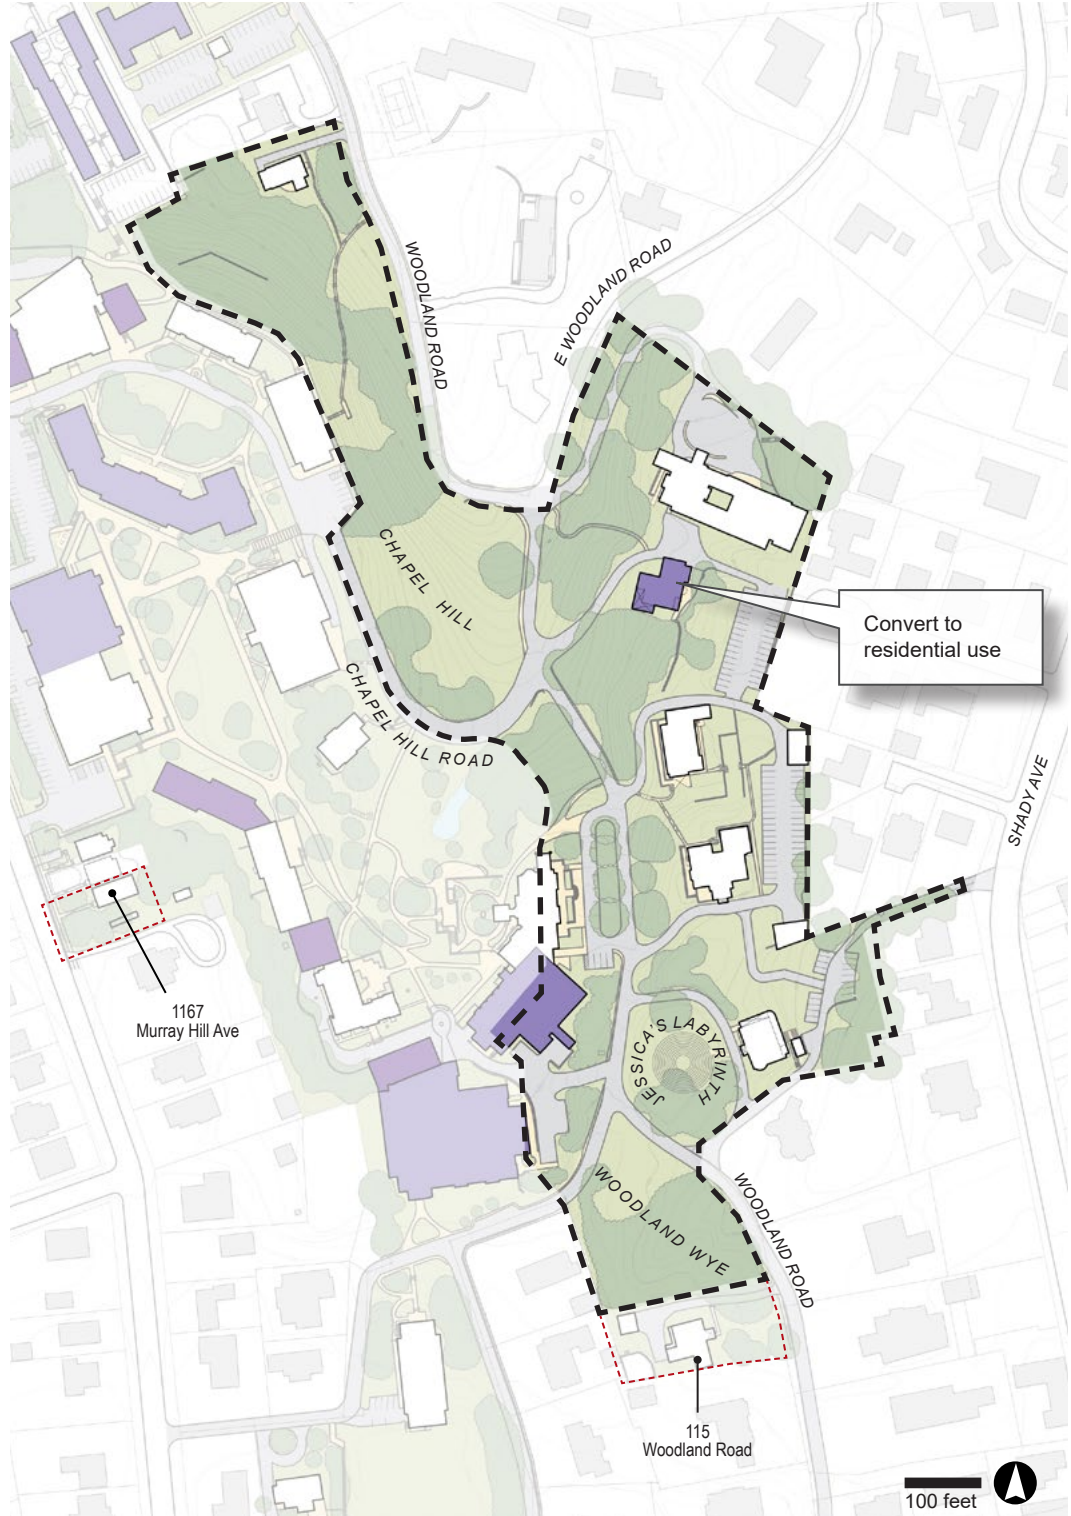 WOODLAND ROAD
E WOODLAND ROAD
CHAPEL HILL
Convert to
residential use
CHAPEL HILL ROAD
SHADY AVE
1167
Murray Hill Ave
JESSICA'S LABYRINTH
WOODLAND WYE
WOODLAND ROAD
115
Woodland Road
100 feet